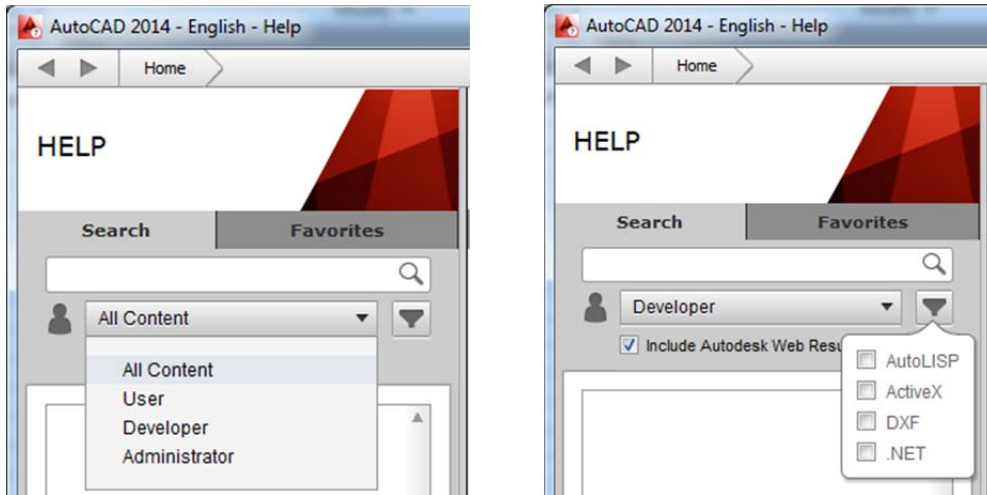 AutoCAD 2014 - English - Help
Home
HELP
Search Favorites
All Content
All Content
User
Developer
Administrator
AutoCAD 2014 - English - Help
Home
HELP
Search Favorites
Developer
Include Autodesk Web
AutoLISP
ActiveX
DXF
.NET